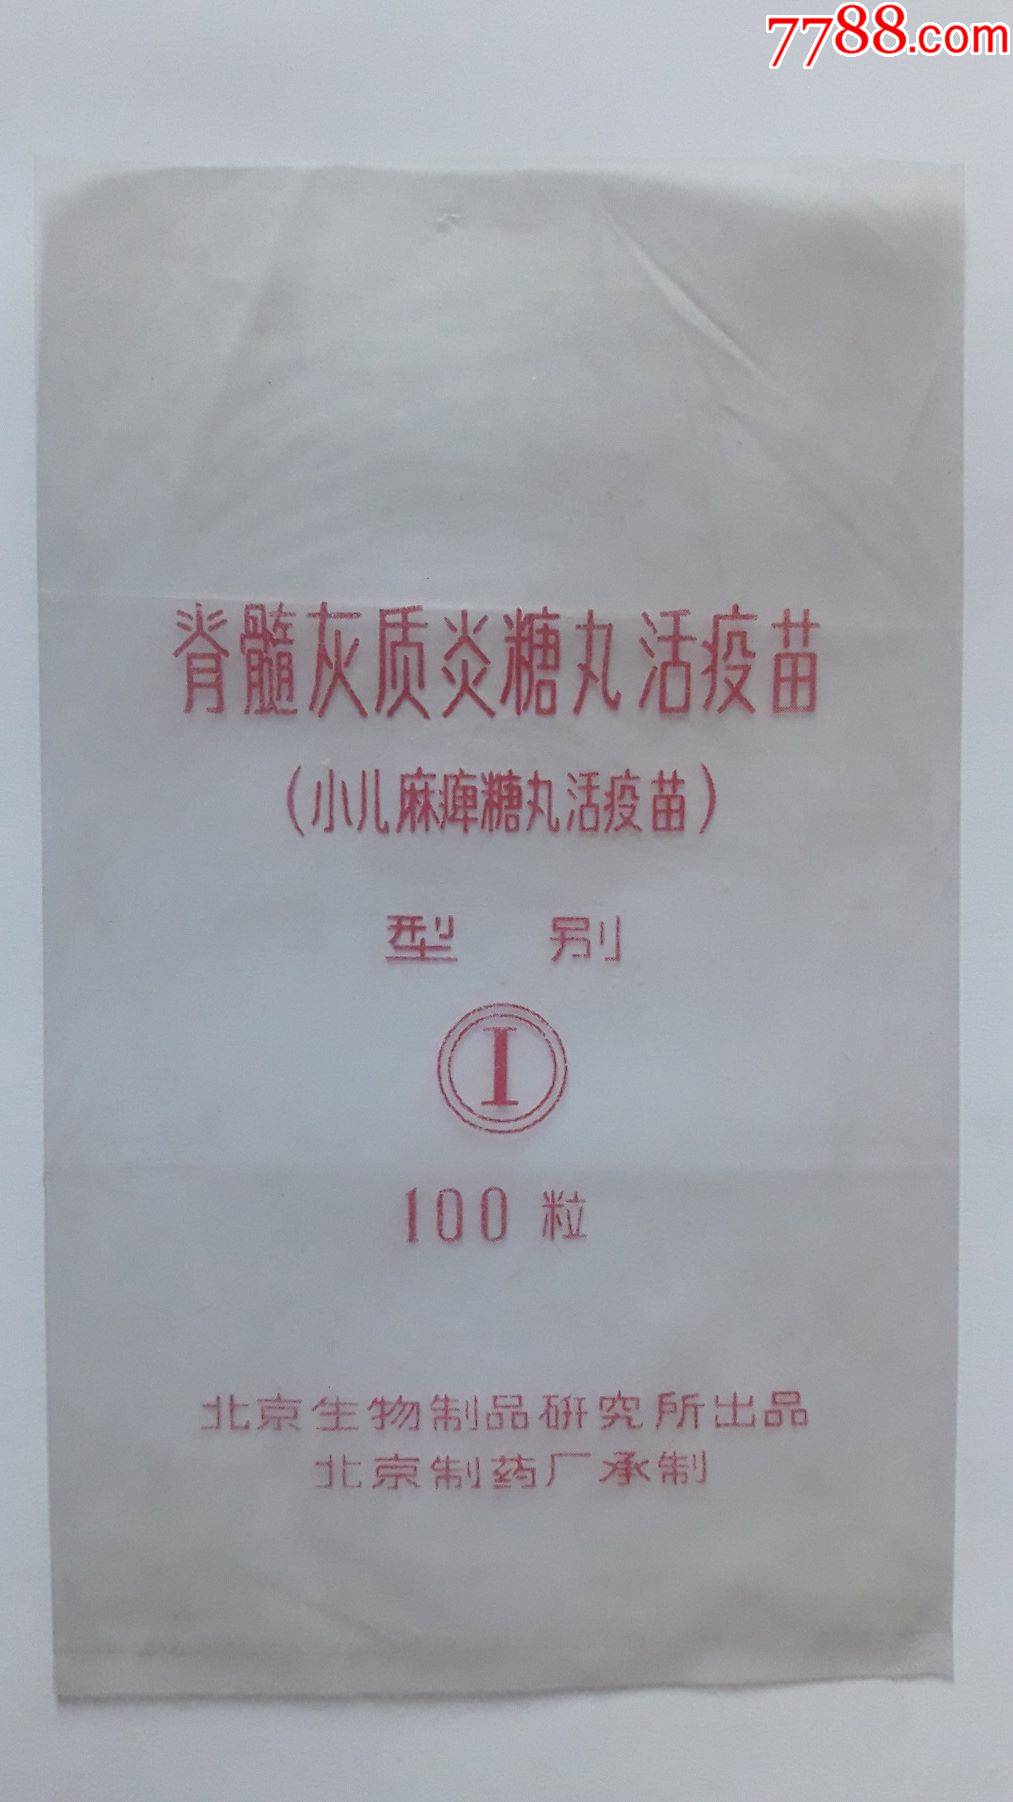 7788.com
脊髓灰质炎糖丸活疫苗
（小儿麻痹糖丸活疫苗）
型 别
I
100 粒
北京生物制品研究所出品
北京制药厂承制